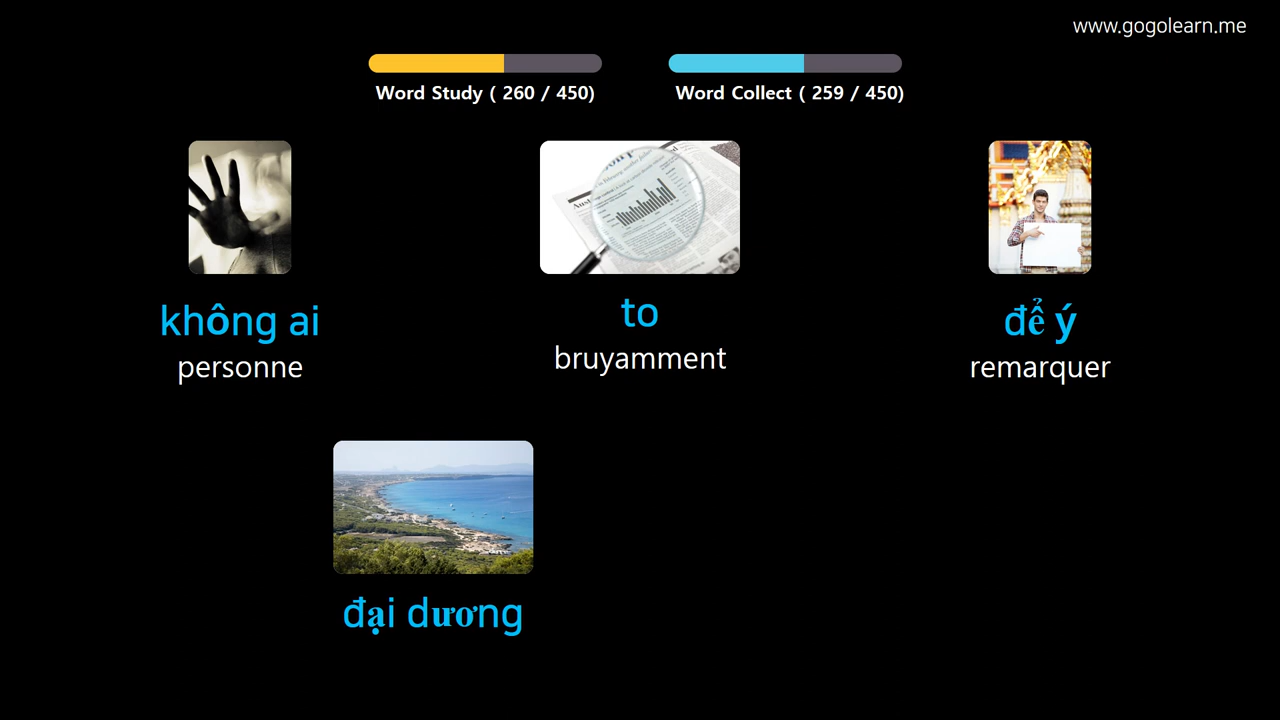 www.gogolearn.me
Word Study ( 260 / 450)
Word Collect ( 259 / 450)
không ai
personne
to
bruyamment
để ý
remarquer
đại dương